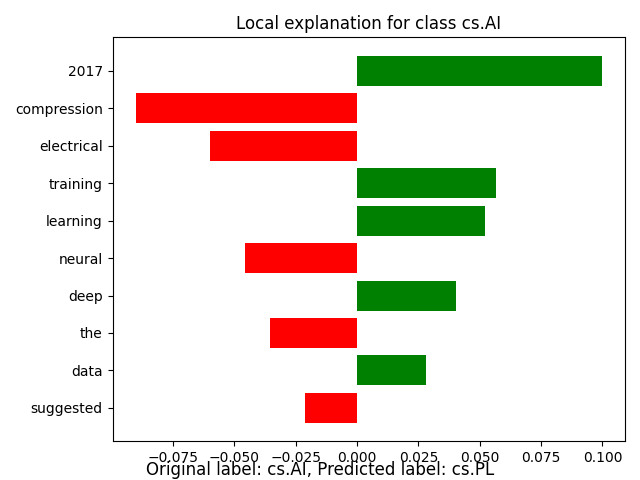 Local explanation for class cs.AI
2017
compression
electrical
training
learning
neural
deep
the
data
suggested
−0.075 −0.050 −0.025 0.000 0.025 0.050 0.075 0.100
Original label: cs.AI, Predicted label: cs.PL